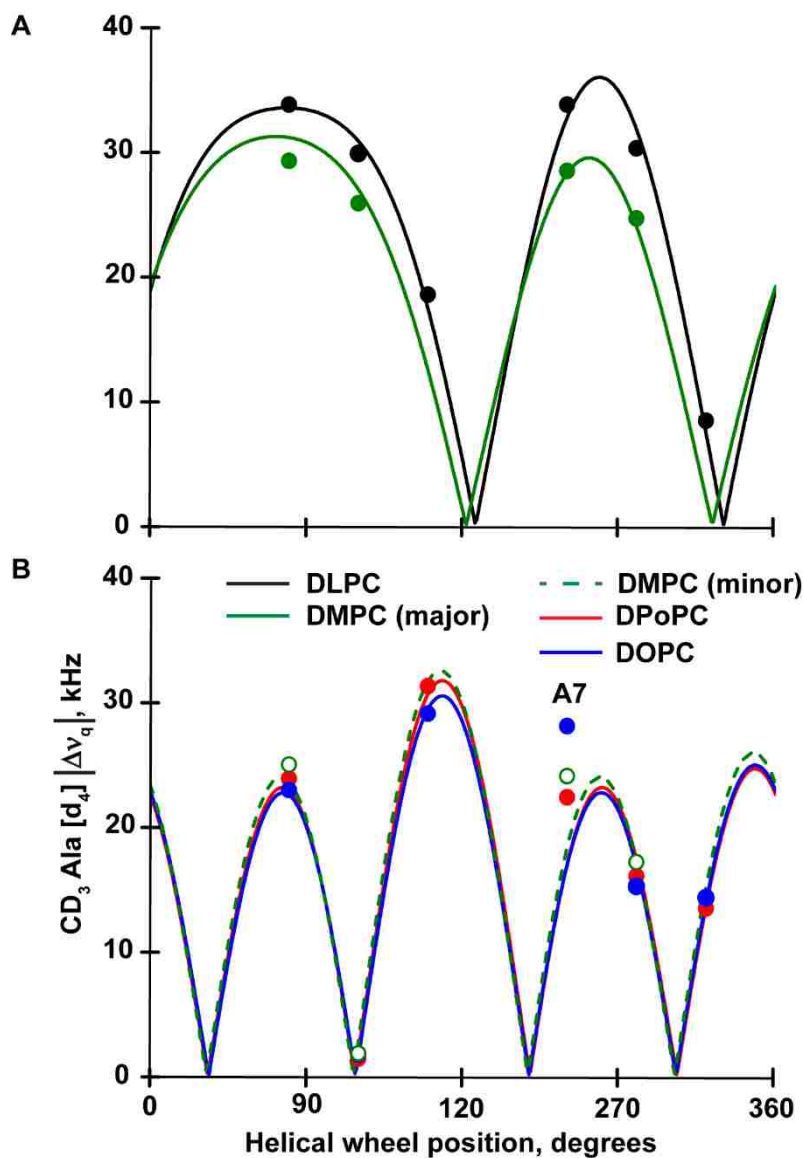 A
40
30
20
10
0
B
40
DLPC
DMPC (minor)
DMPC (major)
DPoPC
DOPC
30
A7
20
10
0
CD₃ Ala [d₄] |Δνq|, kHz
0 90 120 270 360
Helical wheel position, degrees